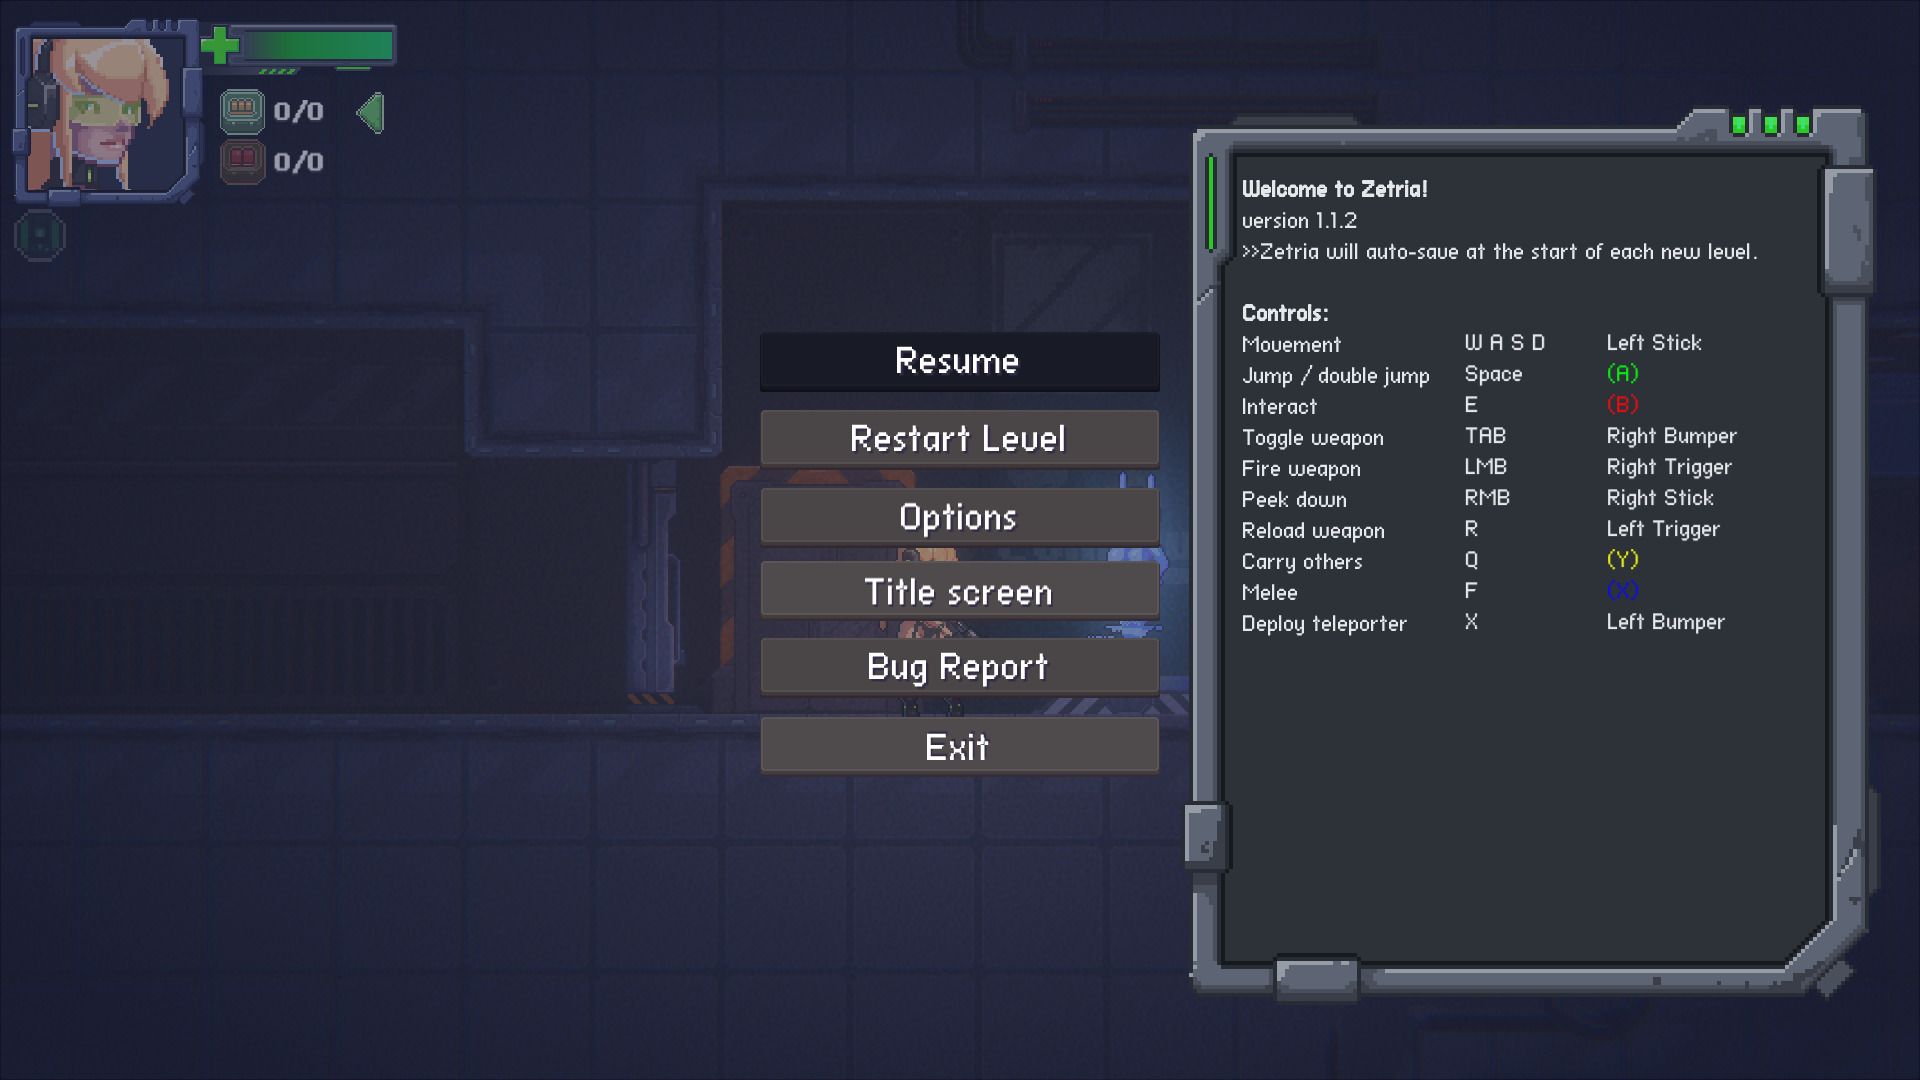 0/0
0/0
Resume
Restart Level
Options
Title screen
Bug Report
Exit
Welcome to Zetria!
version 1.1.2
>>Zetria will auto-save at the start of each new level.
Controls:
Movement W A S D Left Stick
Jump / double jump Space (A)
Interact E (B)
Toggle weapon TAB Right Bumper
Fire weapon LMB Right Trigger
Peek down RMB Right Stick
Reload weapon R Left Trigger
Carry others Q (Y)
Melee F (X)
Deploy teleporter X Left Bumper